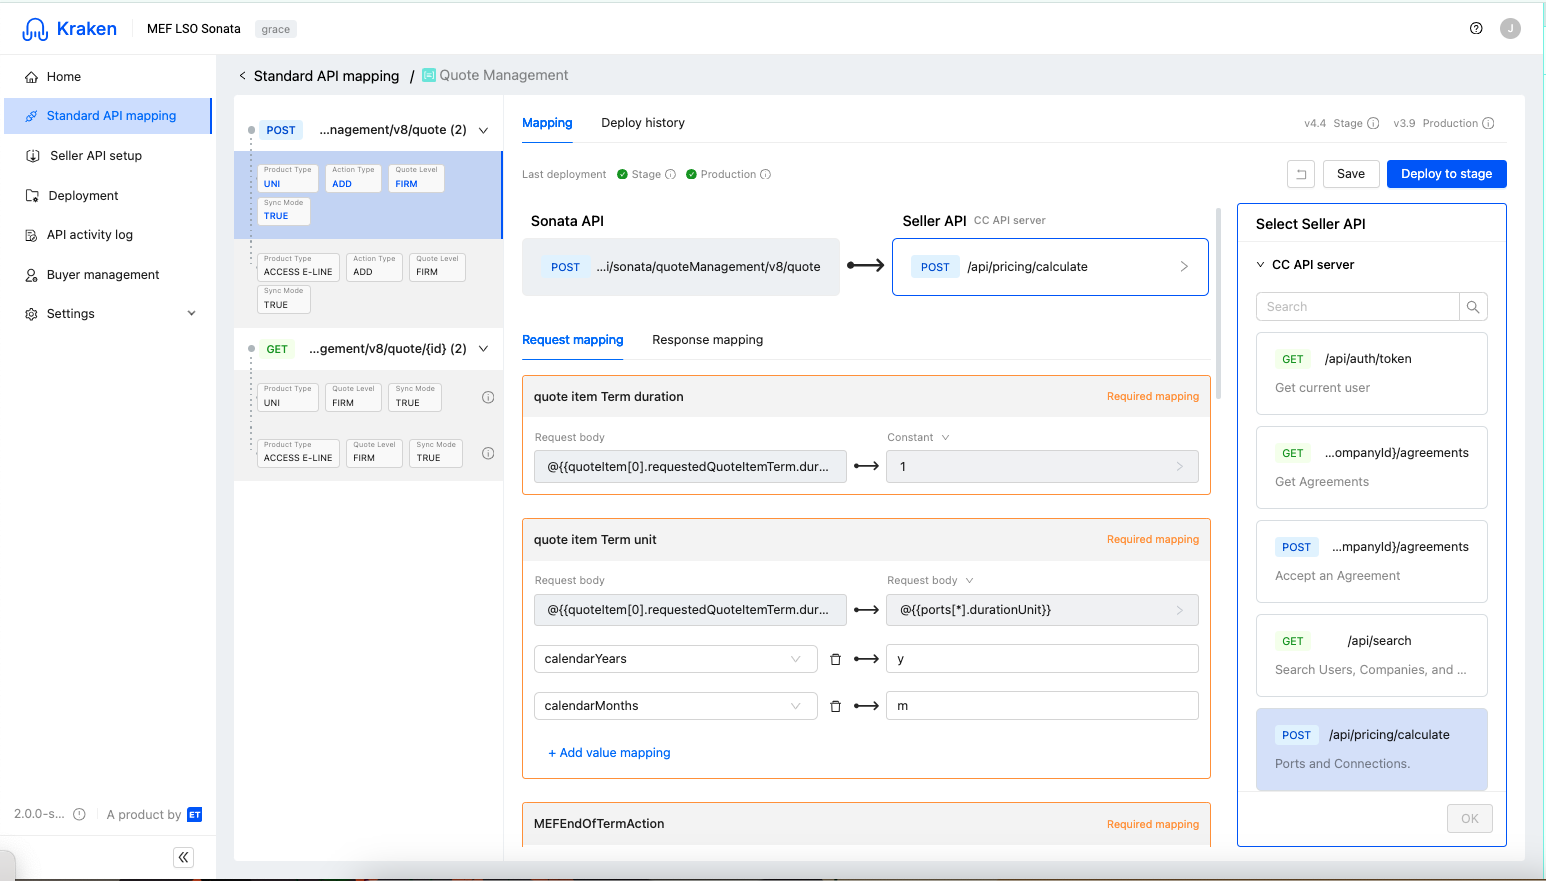 Kraken
MEF LSO Sonata
grace
J
Home
Standard API mapping
Seller API setup
Deployment
API activity log
Buyer management
Settings
2.0.0-s...
A product by ET
< Standard API mapping / Quote Management
POST ...nagement/v8/quote (2)
Product Type UNI
Action Type ADD
Quote Level FIRM
Sync Mode TRUE
Product Type ACCESS E-LINE
Action Type ADD
Quote Level FIRM
Sync Mode TRUE
GET ...gement/v8/quote/{id} (2)
Product Type UNI
Quote Level FIRM
Sync Mode TRUE
Product Type ACCESS E-LINE
Quote Level FIRM
Sync Mode TRUE
Mapping
Deploy history
v4.4 Stage
v3.9 Production
Last deployment Stage Production
Save
Deploy to stage
Sonata API
POST ...i/sonata/quoteManagement/v8/quote
Seller API CC API server
POST /api/pricing/calculate
Request mapping
Response mapping
quote item Term duration
Required mapping
Request body
Constant
@{{quoteItem[0].requestedQuoteItemTerm.dur...
1
quote item Term unit
Required mapping
Request body
Request body
@{{quoteItem[0].requestedQuoteItemTerm.dur...
@{{ports[*].durationUnit}}
calendarYears
y
calendarMonths
m
+ Add value mapping
MEFEndOfTermAction
Required mapping
Select Seller API
CC API server
Search
GET /api/auth/token
Get current user
GET ...ompanyId}/agreements
Get Agreements
POST ...mpanyId}/agreements
Accept an Agreement
GET /api/search
Search Users, Companies, and ...
POST /api/pricing/calculate
Ports and Connections.
OK